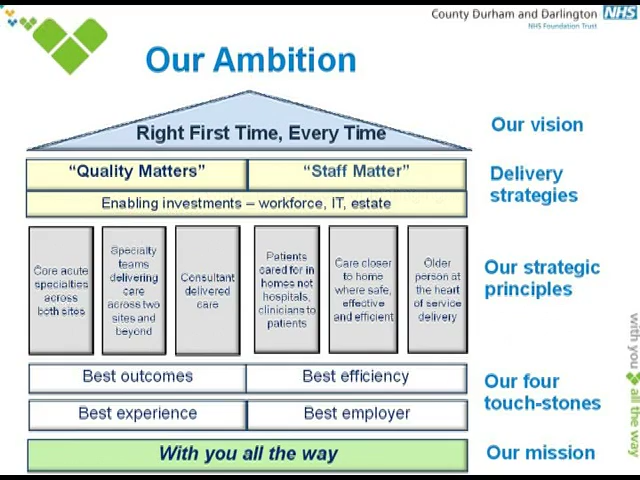 County Durham and Darlington NHS
NHS Foundation Trust
Our Ambition
Right First Time, Every Time
Our vision
“Quality Matters”
“Staff Matter”
Delivery
strategies
Enabling investments – workforce, IT, estate
Core acute
specialties
across
both sites
Specialty
teams
delivering
care
across two
sites and
beyond
Consultant
delivered
care
Patients
cared for in
homes not
hospitals,
clinicians to
patients
Care closer
to home
where safe,
effective
and efficient
Older
person at
the heart
of service
delivery
Our strategic
principles
Best outcomes
Best efficiency
Best experience
Best employer
Our four
touch-stones
With you all the way
Our mission
with you all the way